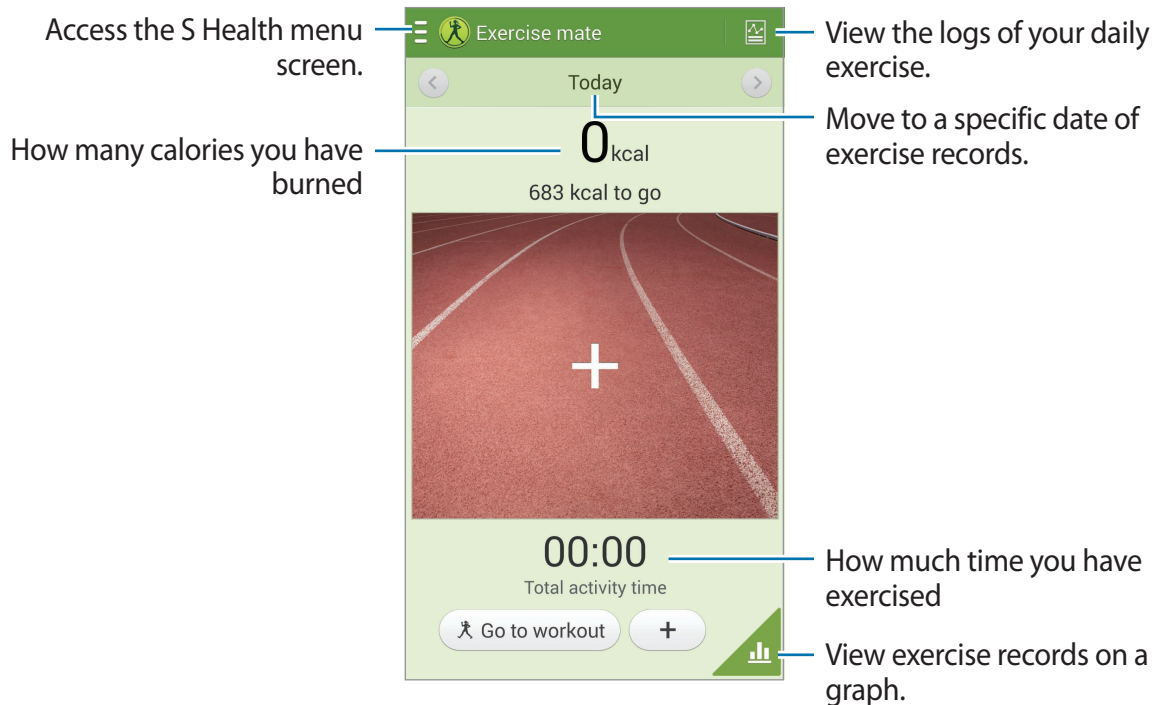 Access the S Health menu
screen.
Exercise mate
View the logs of your daily
exercise.
Today
Move to a specific date of
exercise records.
How many calories you have
burned
0 kcal
683 kcal to go
+
00:00
Total activity time
How much time you have
exercised
Go to workout
+
View exercise records on a
graph.